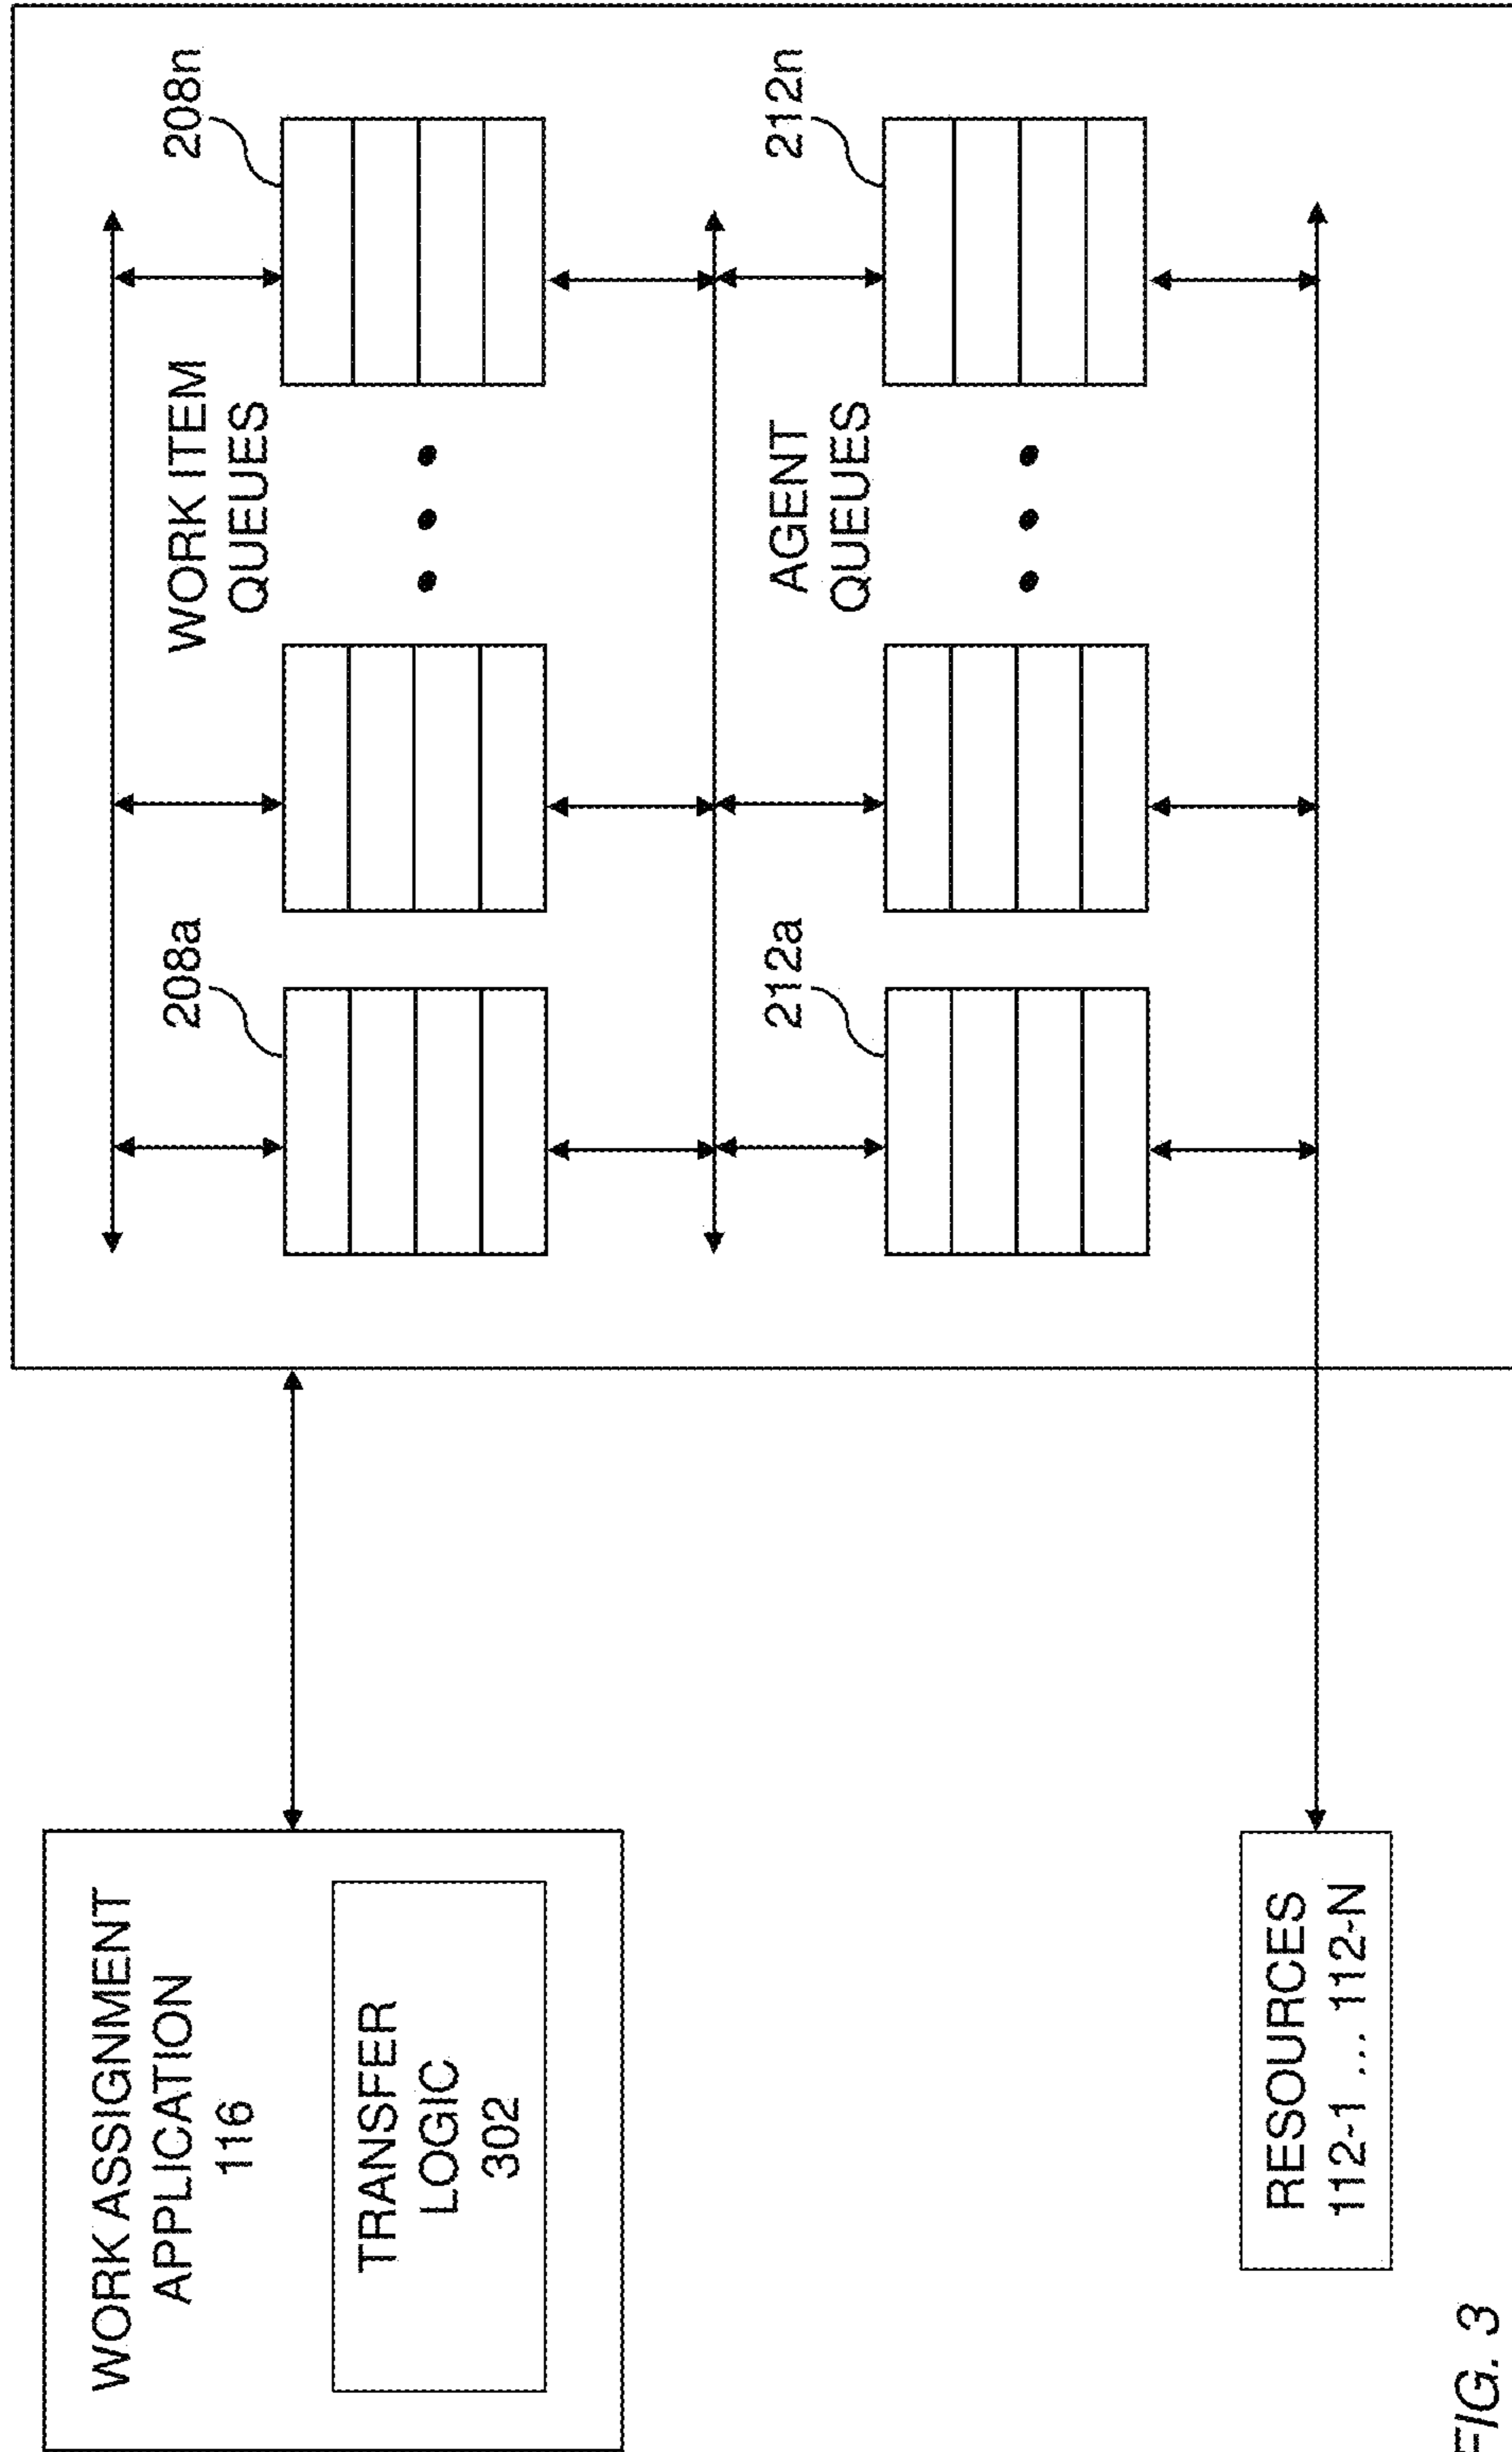 WORK ASSIGNMENT
APPLICATION
116
TRANSFER
LOGIC
302
RESOURCES
112-1 ... 112-N
208a
WORK ITEM
QUEUES
208n
212a
AGENT
QUEUES
212n
FIG. 3